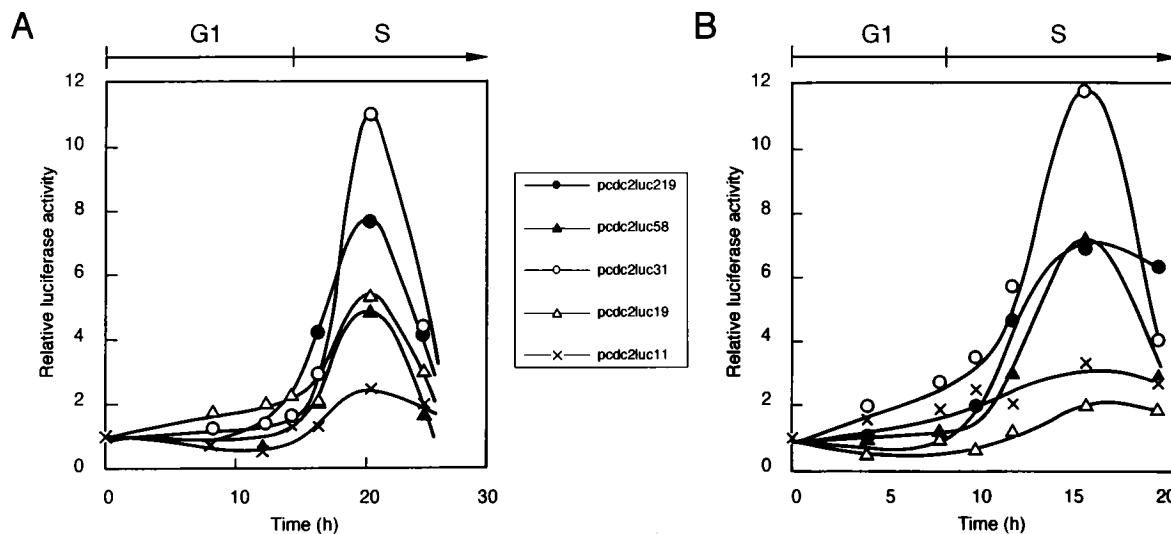 A
G1 S
12
10
8
6
4
2
0
0 10 20 30
Relative luciferase activity
Time (h)
pcdc2luc219
pcdc2luc58
pcdc2luc31
pcdc2luc19
pcdc2luc11
B
G1 S
12
10
8
6
4
2
0
0 5 10 15 20
Relative luciferase activity
Time (h)